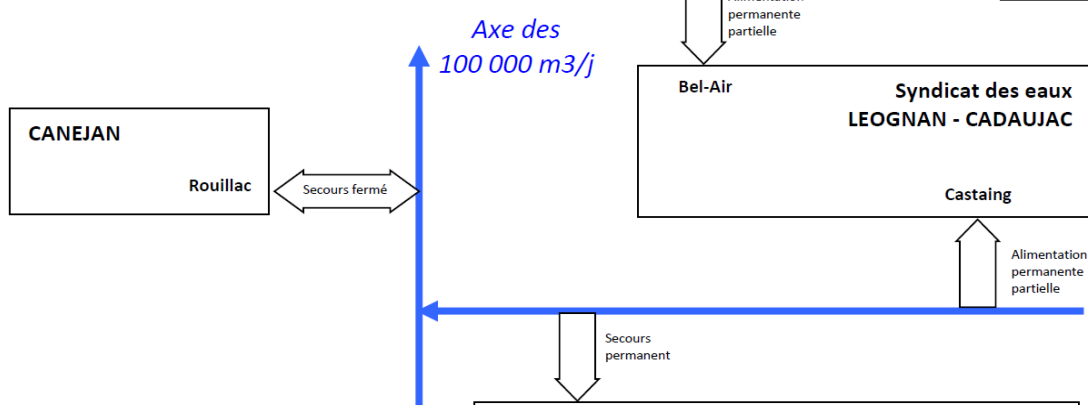 Alimentation
permanente
partielle
Axe des
100 000 m3/j
Bel-Air
Syndicat des eaux
LEOGNAN - CADAUJAC
CANEJAN
Rouillac
Secours fermé
Castaing
Alimentation
permanente
partielle
Secours
permanent